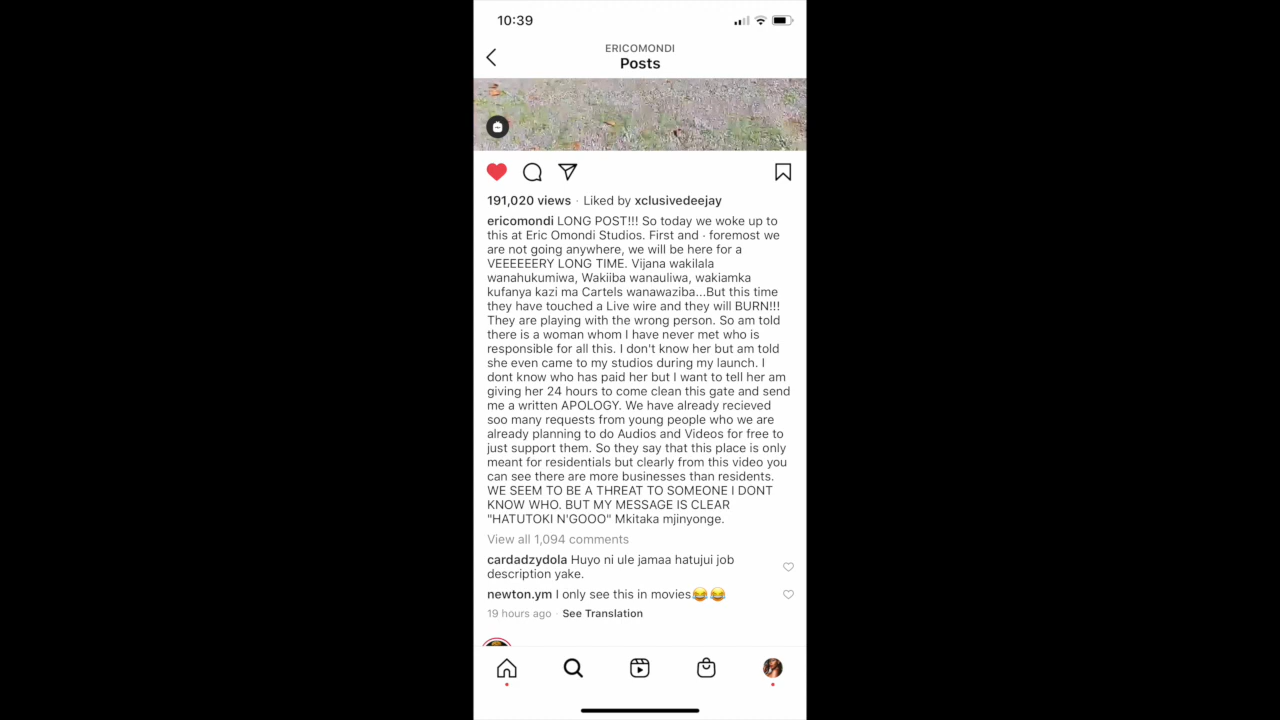 10:39
ERICOMONDI
Posts
191,020 views · Liked by xclusivedeejay
ericomondi LONG POST!!! So today we woke up to
this at Eric Omondi Studios. First and - foremost we
are not going anywhere, we will be here for a
VEEEEEERY LONG TIME. Vijana wakilala
wanahukumiwa, Wakiiba wanauliwa, wakiamka
kufanya kazi ma Cartels wanawaziba...But this time
they have touched a Live wire and they will BURN!!!
They are playing with the wrong person. So am told
there is a woman whom I have never met who is
responsible for all this. I don't know her but am told
she even came to my studios during my launch. I
dont know who has paid her but I want to tell her am
giving her 24 hours to come clean this gate and send
me a written APOLOGY. We have already recieved
soo many requests from young people who we are
already planning to do Audios and Videos for free to
just support them. So they say that this place is only
meant for residentials but clearly from this video you
can see there are more businesses than residents.
WE SEEM TO BE A THREAT TO SOMEONE I DONT
KNOW WHO. BUT MY MESSAGE IS CLEAR
"HATUTOKI N'GOOO" Mkitaka mjinyonge.
View all 1,094 comments
cardadzydola Huyo ni ule jamaa hatujui job
description yake.
newton.ym I only see this in movies😂😂
19 hours ago · See Translation